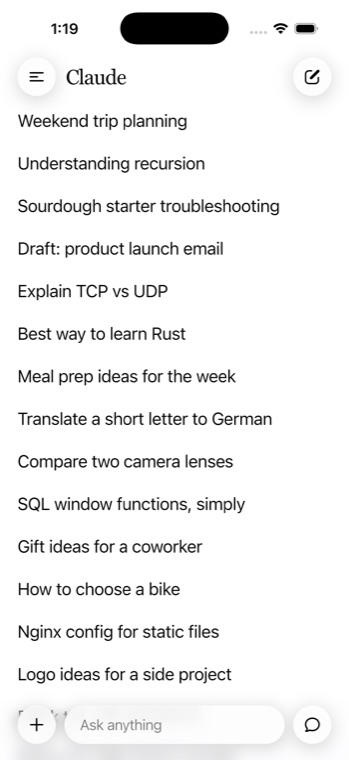 1:19
Claude
Weekend trip planning
Understanding recursion
Sourdough starter troubleshooting
Draft: product launch email
Explain TCP vs UDP
Best way to learn Rust
Meal prep ideas for the week
Translate a short letter to German
Compare two camera lenses
SQL window functions, simply
Gift ideas for a coworker
How to choose a bike
Nginx config for static files
Logo ideas for a side project
Ask anything